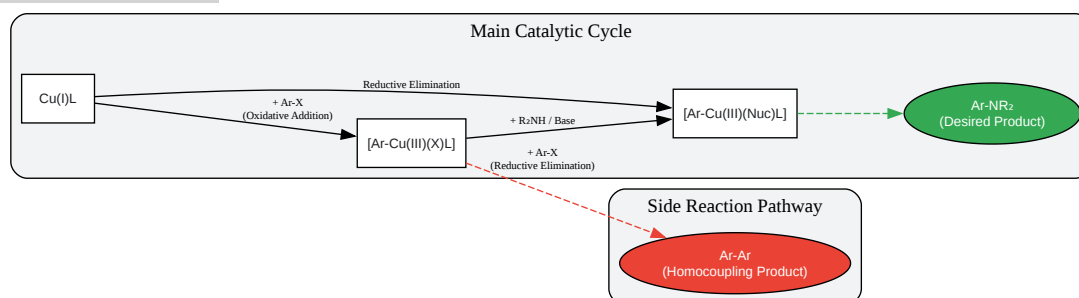 Main Catalytic Cycle
Cu(I)L
Reductive Elimination
+ Ar-X
(Oxidative Addition)
[Ar-Cu(III)(X)L]
+ R₂NH / Base
[Ar-Cu(III)(Nuc)L]
Ar-NR₂
(Desired Product)
+ Ar-X
(Reductive Elimination)
Side Reaction Pathway
Ar-Ar
(Homocoupling Product)